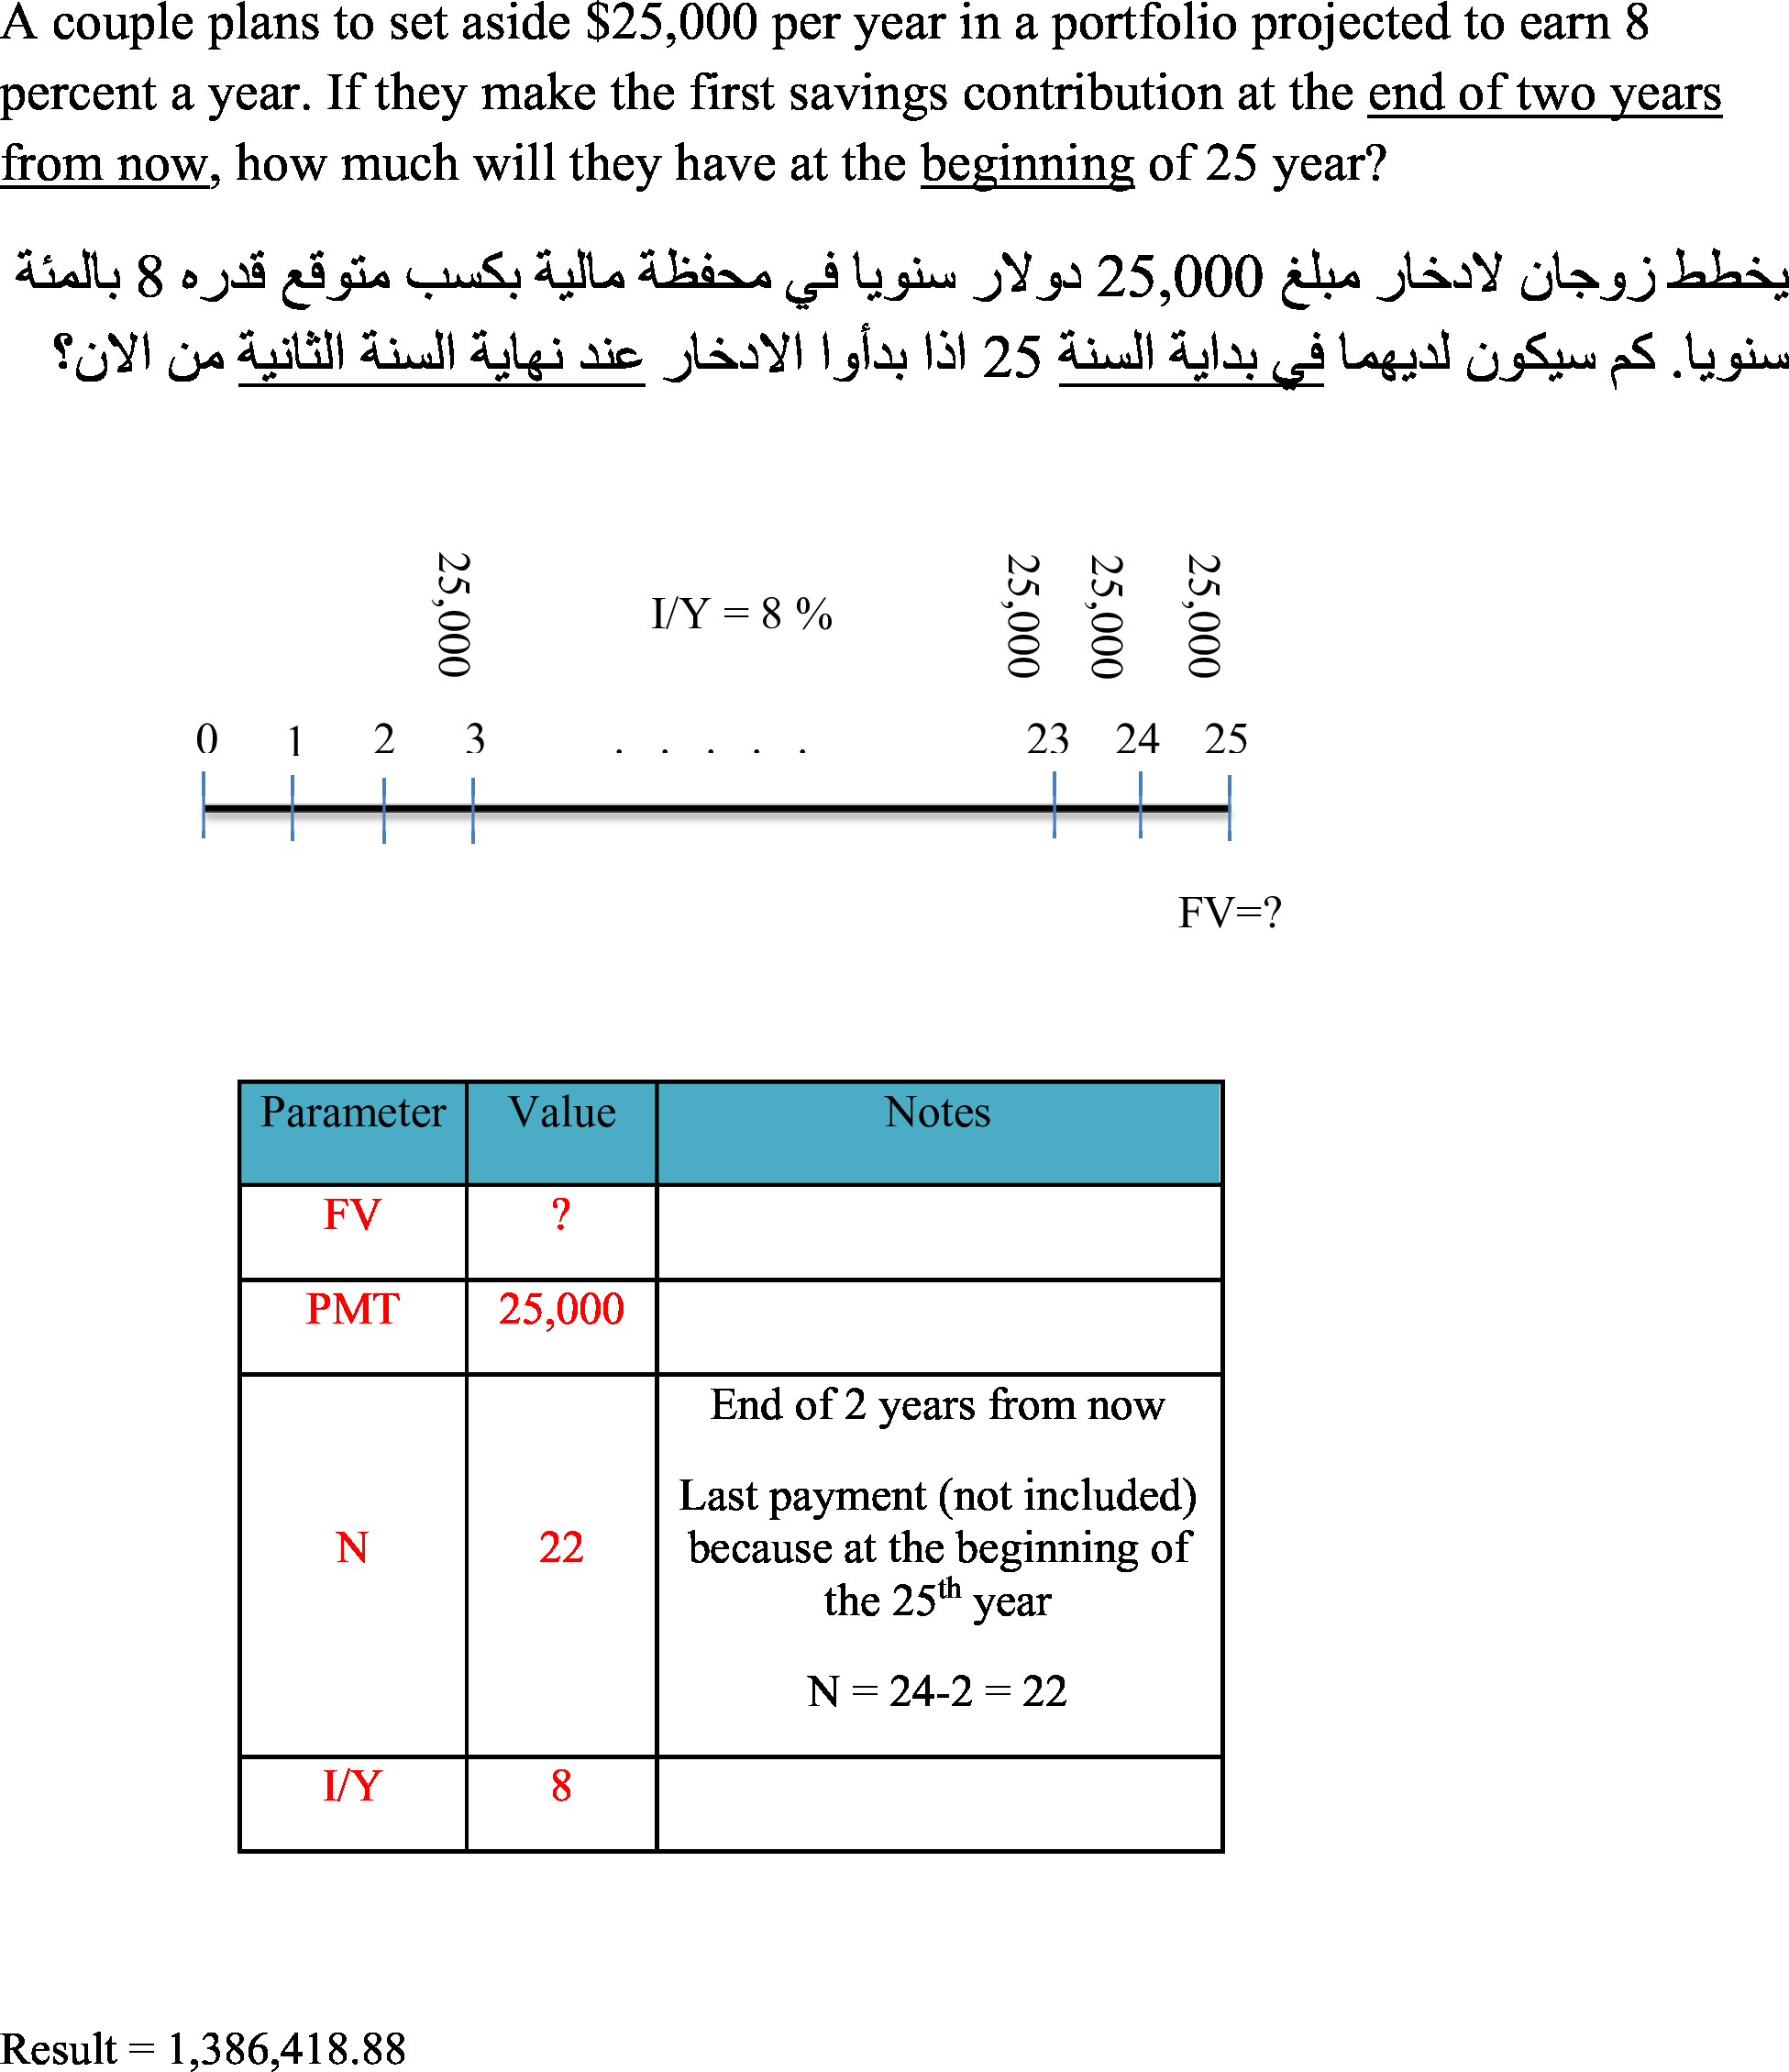 A couple plans to set aside $25,000 per year in a portfolio projected to earn 8
percent a year. If they make the first savings contribution at the end of two years
from now, how much will they have at the beginning of 25 year?
يخطط زوجان لادخار مبلغ 25,000 دولار سنويا في محفظة مالية بكسب متوقع قدره 8 بالمئة
سنويا. كم سيكون لديهما في بداية السنة 25 اذا بدأوا الادخار عند نهاية السنة الثانية من الان؟
25,000
I/Y = 8 %
25,000
25,000
25,000
0 1 2 3 . . . . . 23 24 25
FV=?
Parameter Value Notes
FV ?
PMT 25,000
End of 2 years from now
Last payment (not included)
N 22 because at the beginning of
the 25th year
N = 24-2 = 22
I/Y 8
Result = 1,386,418.88